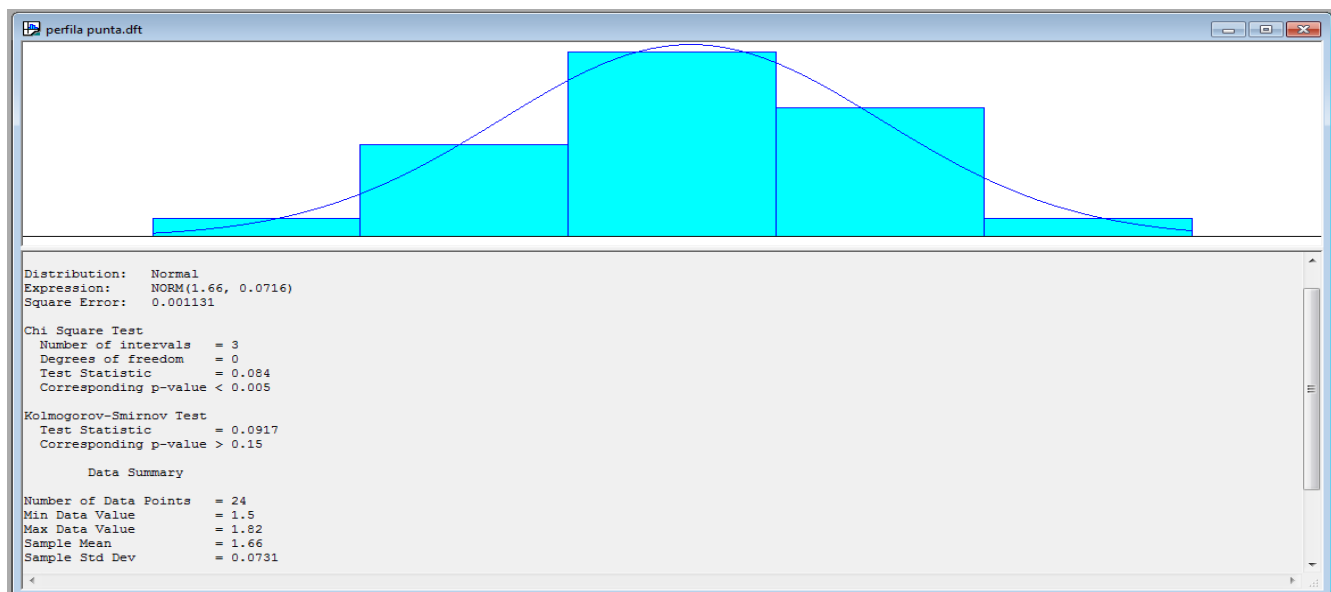 perfila punta.dft
Distribution: Normal
Expression: NORM(1.66, 0.0716)
Square Error: 0.001131
Chi Square Test
Number of intervals = 3
Degrees of freedom = 0
Test Statistic = 0.084
Corresponding p-value < 0.005
Kolmogorov-Smirnov Test
Test Statistic = 0.0917
Corresponding p-value > 0.15
Data Summary
Number of Data Points = 24
Min Data Value = 1.5
Max Data Value = 1.82
Sample Mean = 1.66
Sample Std Dev = 0.0731